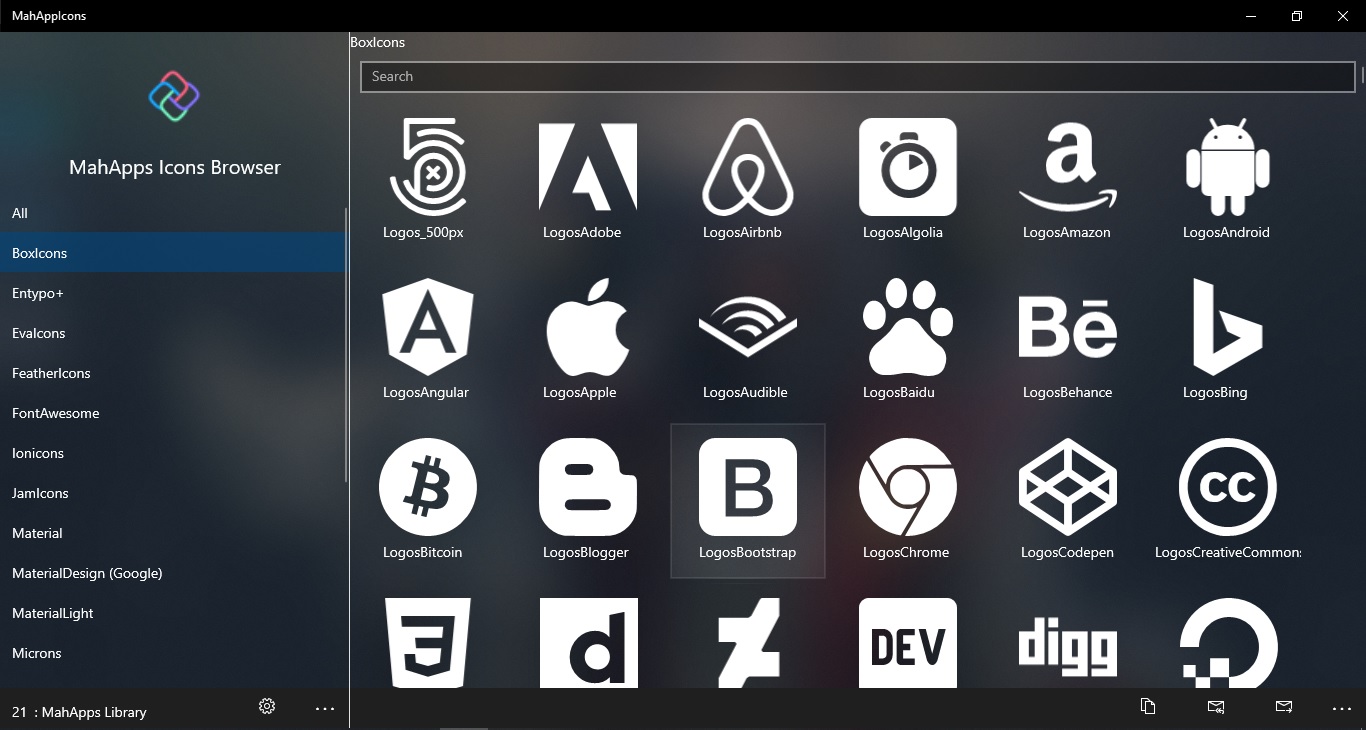 MahAppIcons
BoxIcons
Search
MahApps Icons Browser
All
BoxIcons
Entypo+
EvaIcons
FeatherIcons
FontAwesome
Ionicons
JamIcons
Material
MaterialDesign (Google)
MaterialLight
Microns
21 : MahApps Library
5
Logos_500px LogosAdobe LogosAirbnb LogosAlgolia LogosAmazon LogosAndroid
a
A Bē
LogosAngular LogosApple LogosAudible LogosBaidu LogosBehance LogosBing
B B cc
LogosBitcoin LogosBlogger LogosBootstrap LogosChrome LogosCodepen LogosCreativeCommon
3 d DEV digg